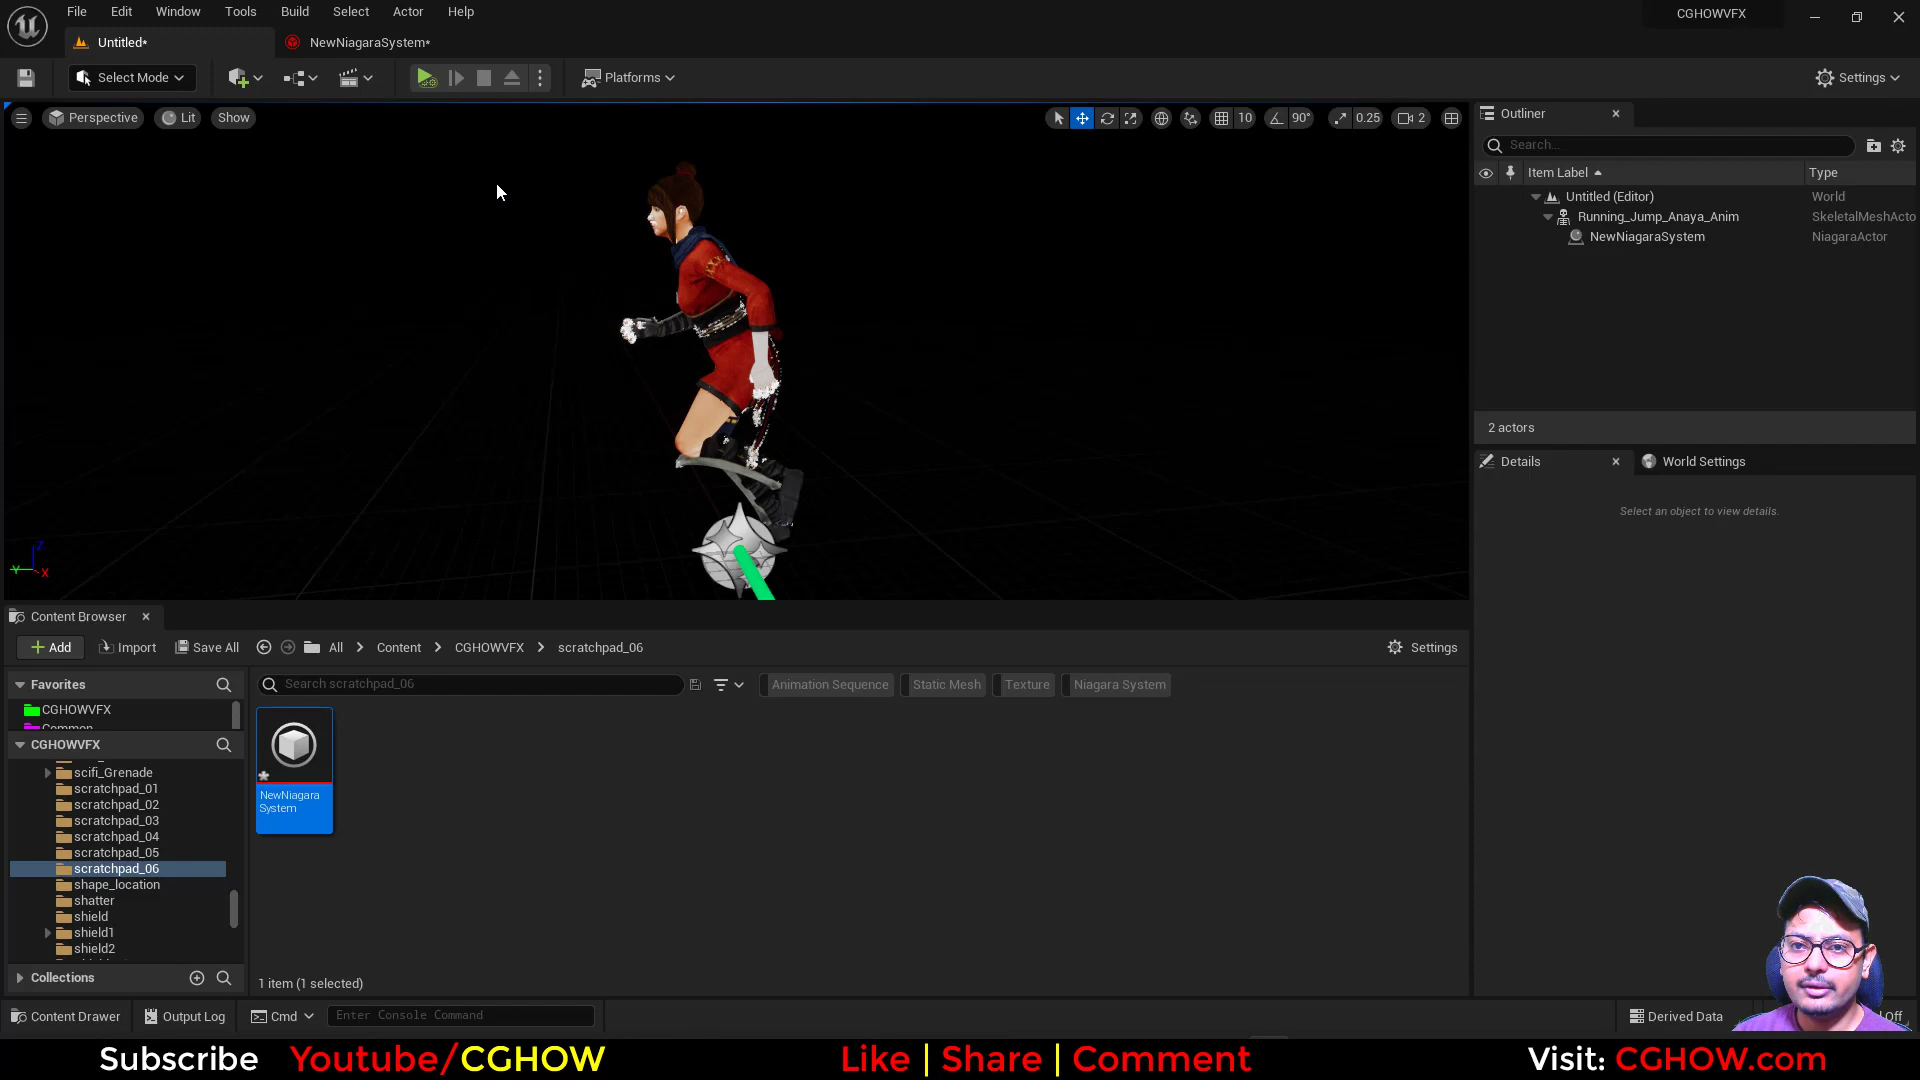 File Edit Window Tools Build Select Actor Help
CGHOWVFX
Untitled*
NewNiagaraSystem*
Select Mode
Platforms
Settings
Perspective
Lit
Show
10
90°
0.25
2
Outliner
Search...
Item Label
Type
Untitled (Editor)
World
Running_Jump_Anaya_Anim
SkeletalMeshActo
NewNiagaraSystem
NiagaraActor
2 actors
Details
World Settings
Select an object to view details.
Z
Y
X
Content Browser
Add
Import
Save All
All
Content
CGHOWVFX
scratchpad_06
Settings
Favorites
Search scratchpad_06
Animation Sequence
Static Mesh
Texture
Niagara System
CGHOWVFX
Common
CGHOWVFX
scifi_Grenade
scratchpad_01
scratchpad_02
scratchpad_03
scratchpad_04
scratchpad_05
scratchpad_06
shape_location
shatter
shield
shield1
shield2
NewNiagara
System
Collections
1 item (1 selected)
Content Drawer
Output Log
Cmd
Enter Console Command
Derived Data
Off
Subscribe Youtube/CGHOW
Like | Share | Comment
Visit: CGHOW.com